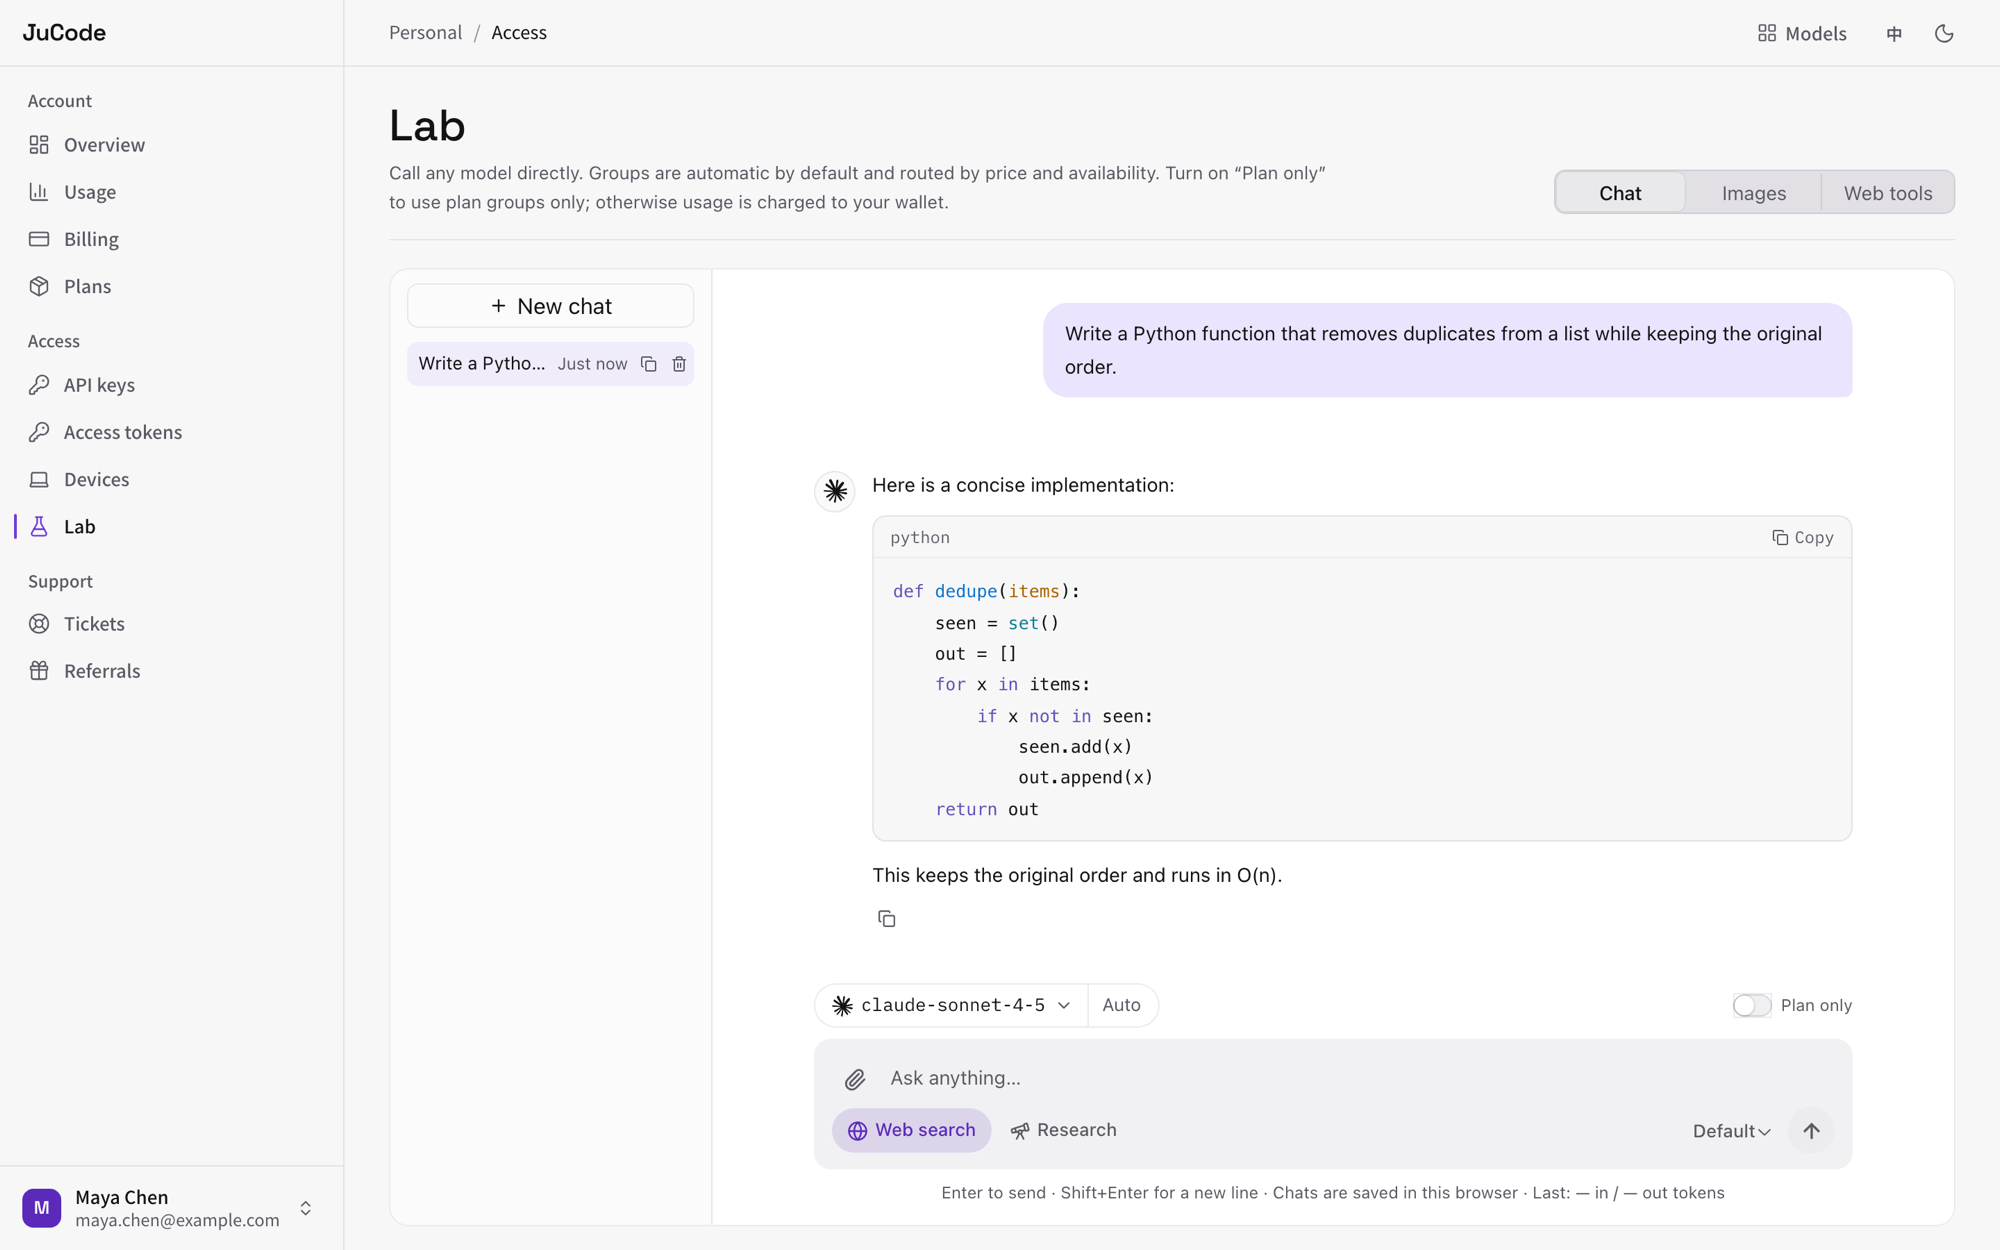 JuCode
Personal / Access
Models
中
Account
Overview
Usage
Billing
Plans
Access
API keys
Access tokens
Devices
Lab
Support
Tickets
Referrals
M
Maya Chen
maya.chen@example.com
Lab
Call any model directly. Groups are automatic by default and routed by price and availability. Turn on “Plan only”
to use plan groups only; otherwise usage is charged to your wallet.
Chat
Images
Web tools
+ New chat
Write a Pytho... Just now
Write a Python function that removes duplicates from a list while keeping the original
order.
Here is a concise implementation:
python
Copy
def dedupe(items):
    seen = set()
    out = []
    for x in items:
        if x not in seen:
            seen.add(x)
            out.append(x)
    return out
This keeps the original order and runs in O(n).
claude-sonnet-4-5
Auto
Plan only
Ask anything...
Web search
Research
Default
Enter to send · Shift+Enter for a new line · Chats are saved in this browser · Last: — in / — out tokens